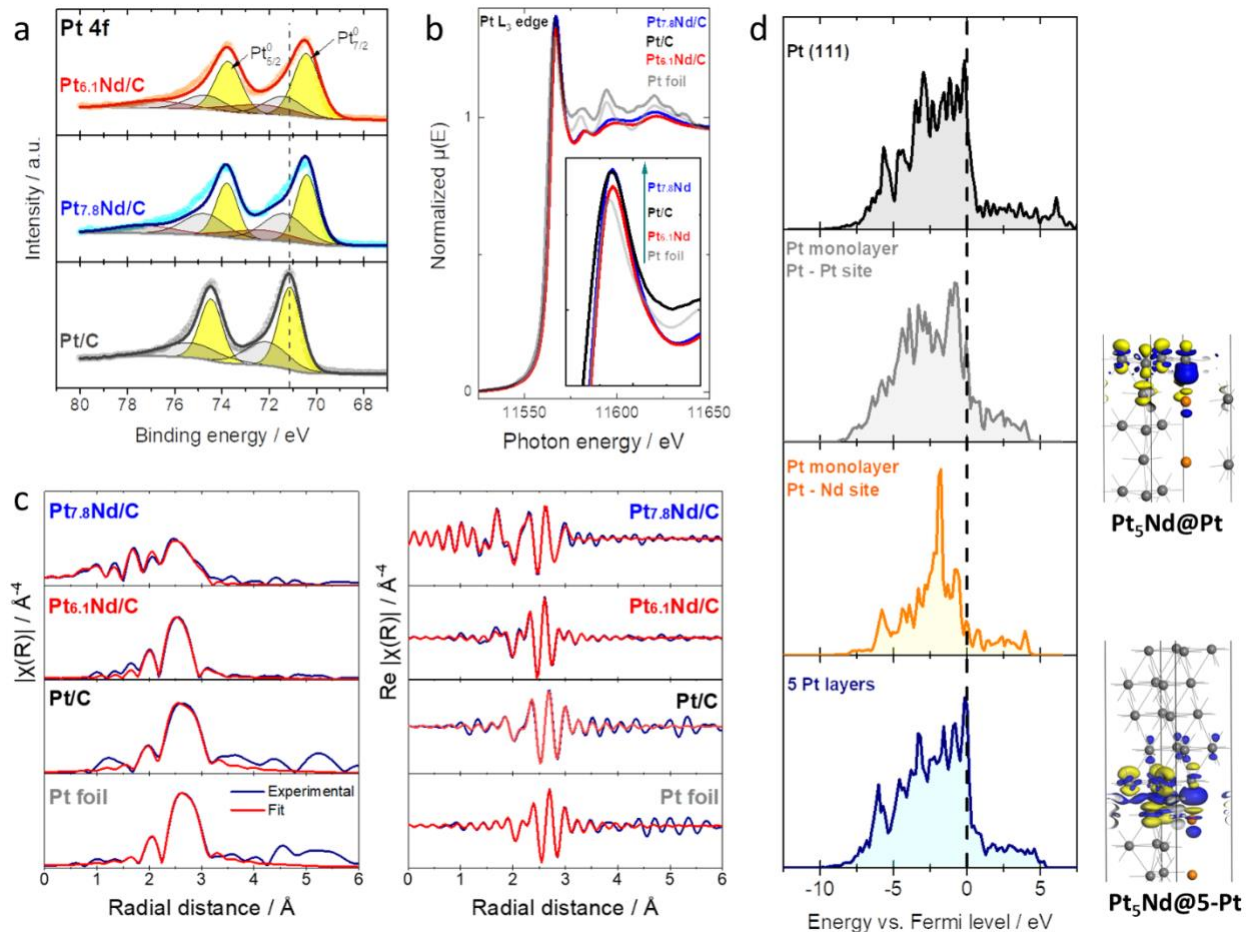 a
Pt 4f
Pt⁰5/2
Pt⁰7/2
Pt6.1Nd/C
Pt7.8Nd/C
Pt/C
Intensity / a.u.
80 78 76 74 72 70 68
Binding energy / eV
b
Pt L3 edge
Pt7.8Nd/C
Pt/C
Pt6.1Nd/C
Pt foil
Pt7.8Nd
Pt/C
Pt6.1Nd
Pt foil
1
0
Normalized μ(E)
11550 11600 11650
Photon energy / eV
c
Pt7.8Nd/C
Pt6.1Nd/C
Pt/C
Experimental
Fit
Pt foil
|χ(R)| / Å-4
0 1 2 3 4 5 6
Radial distance / Å
Pt7.8Nd/C
Pt6.1Nd/C
Pt/C
Pt foil
Re |χ(R)| / Å-4
0 1 2 3 4 5 6
Radial distance / Å
d
Pt (111)
Pt monolayer
Pt - Pt site
Pt monolayer
Pt - Nd site
5 Pt layers
-10 -5 0 5
Energy vs. Fermi level / eV
Pt5Nd@Pt
Pt5Nd@5-Pt